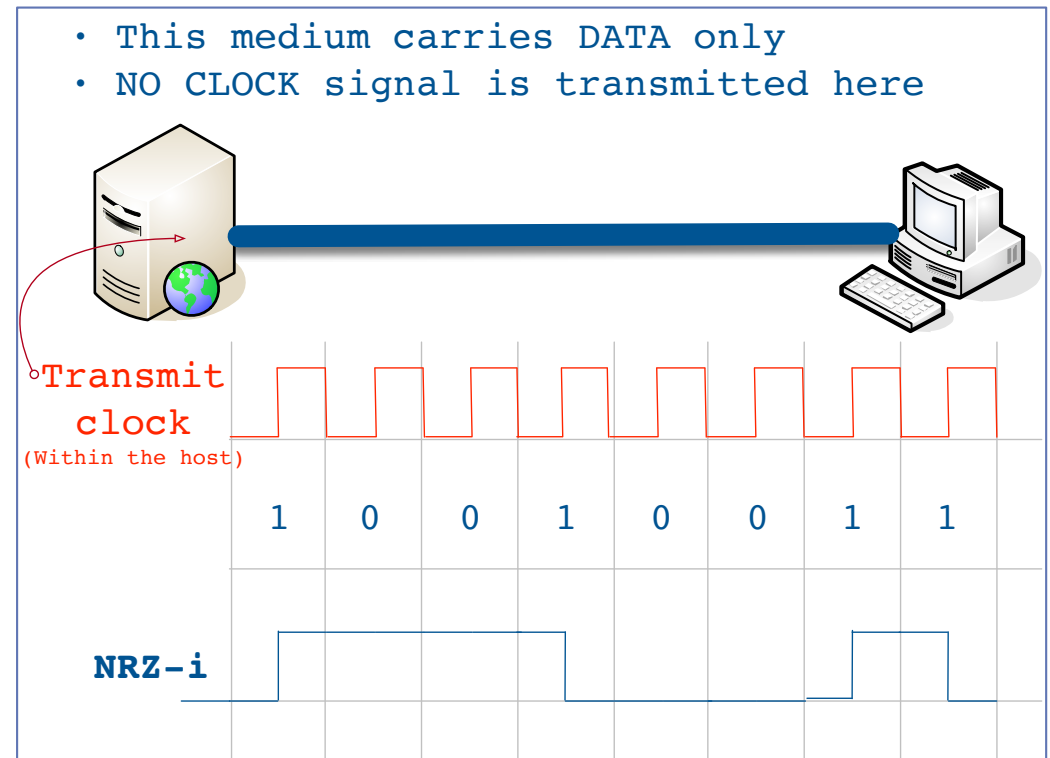 • This medium carries DATA only
• NO CLOCK signal is transmitted here
Transmit
clock
(Within the host)
1 0 0 1 0 0 1 1
NRZ-i